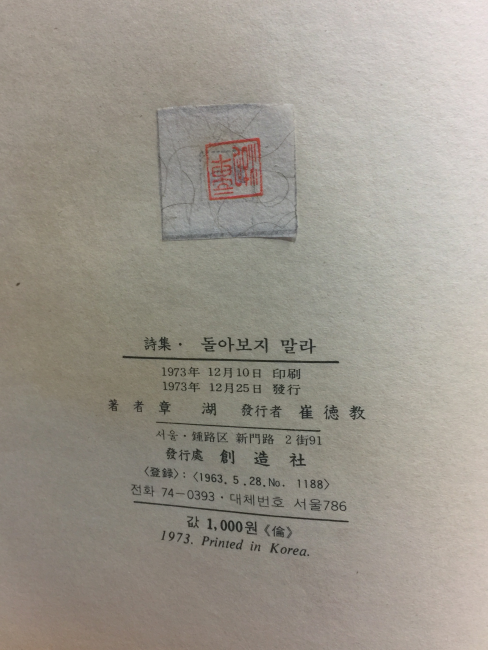 詩集· 돌아보지 말라
1973年 12月10日 印刷
1973年 12月25日 發行
著者 章 湖 發行者 崔德敎
서울·鍾路区 新門路 2街91
發行處 創造社
〈登錄〉: 〈1963. 5. 28. No. 1188〉
전화 74-0393·대체번호 서울786
값 1,000원 《倫》
1973. Printed in Korea.